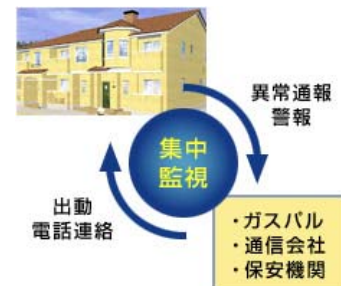 異常通報
警報
集中
監視
出動
電話連絡
・ガスパル
・通信会社
・保安機関